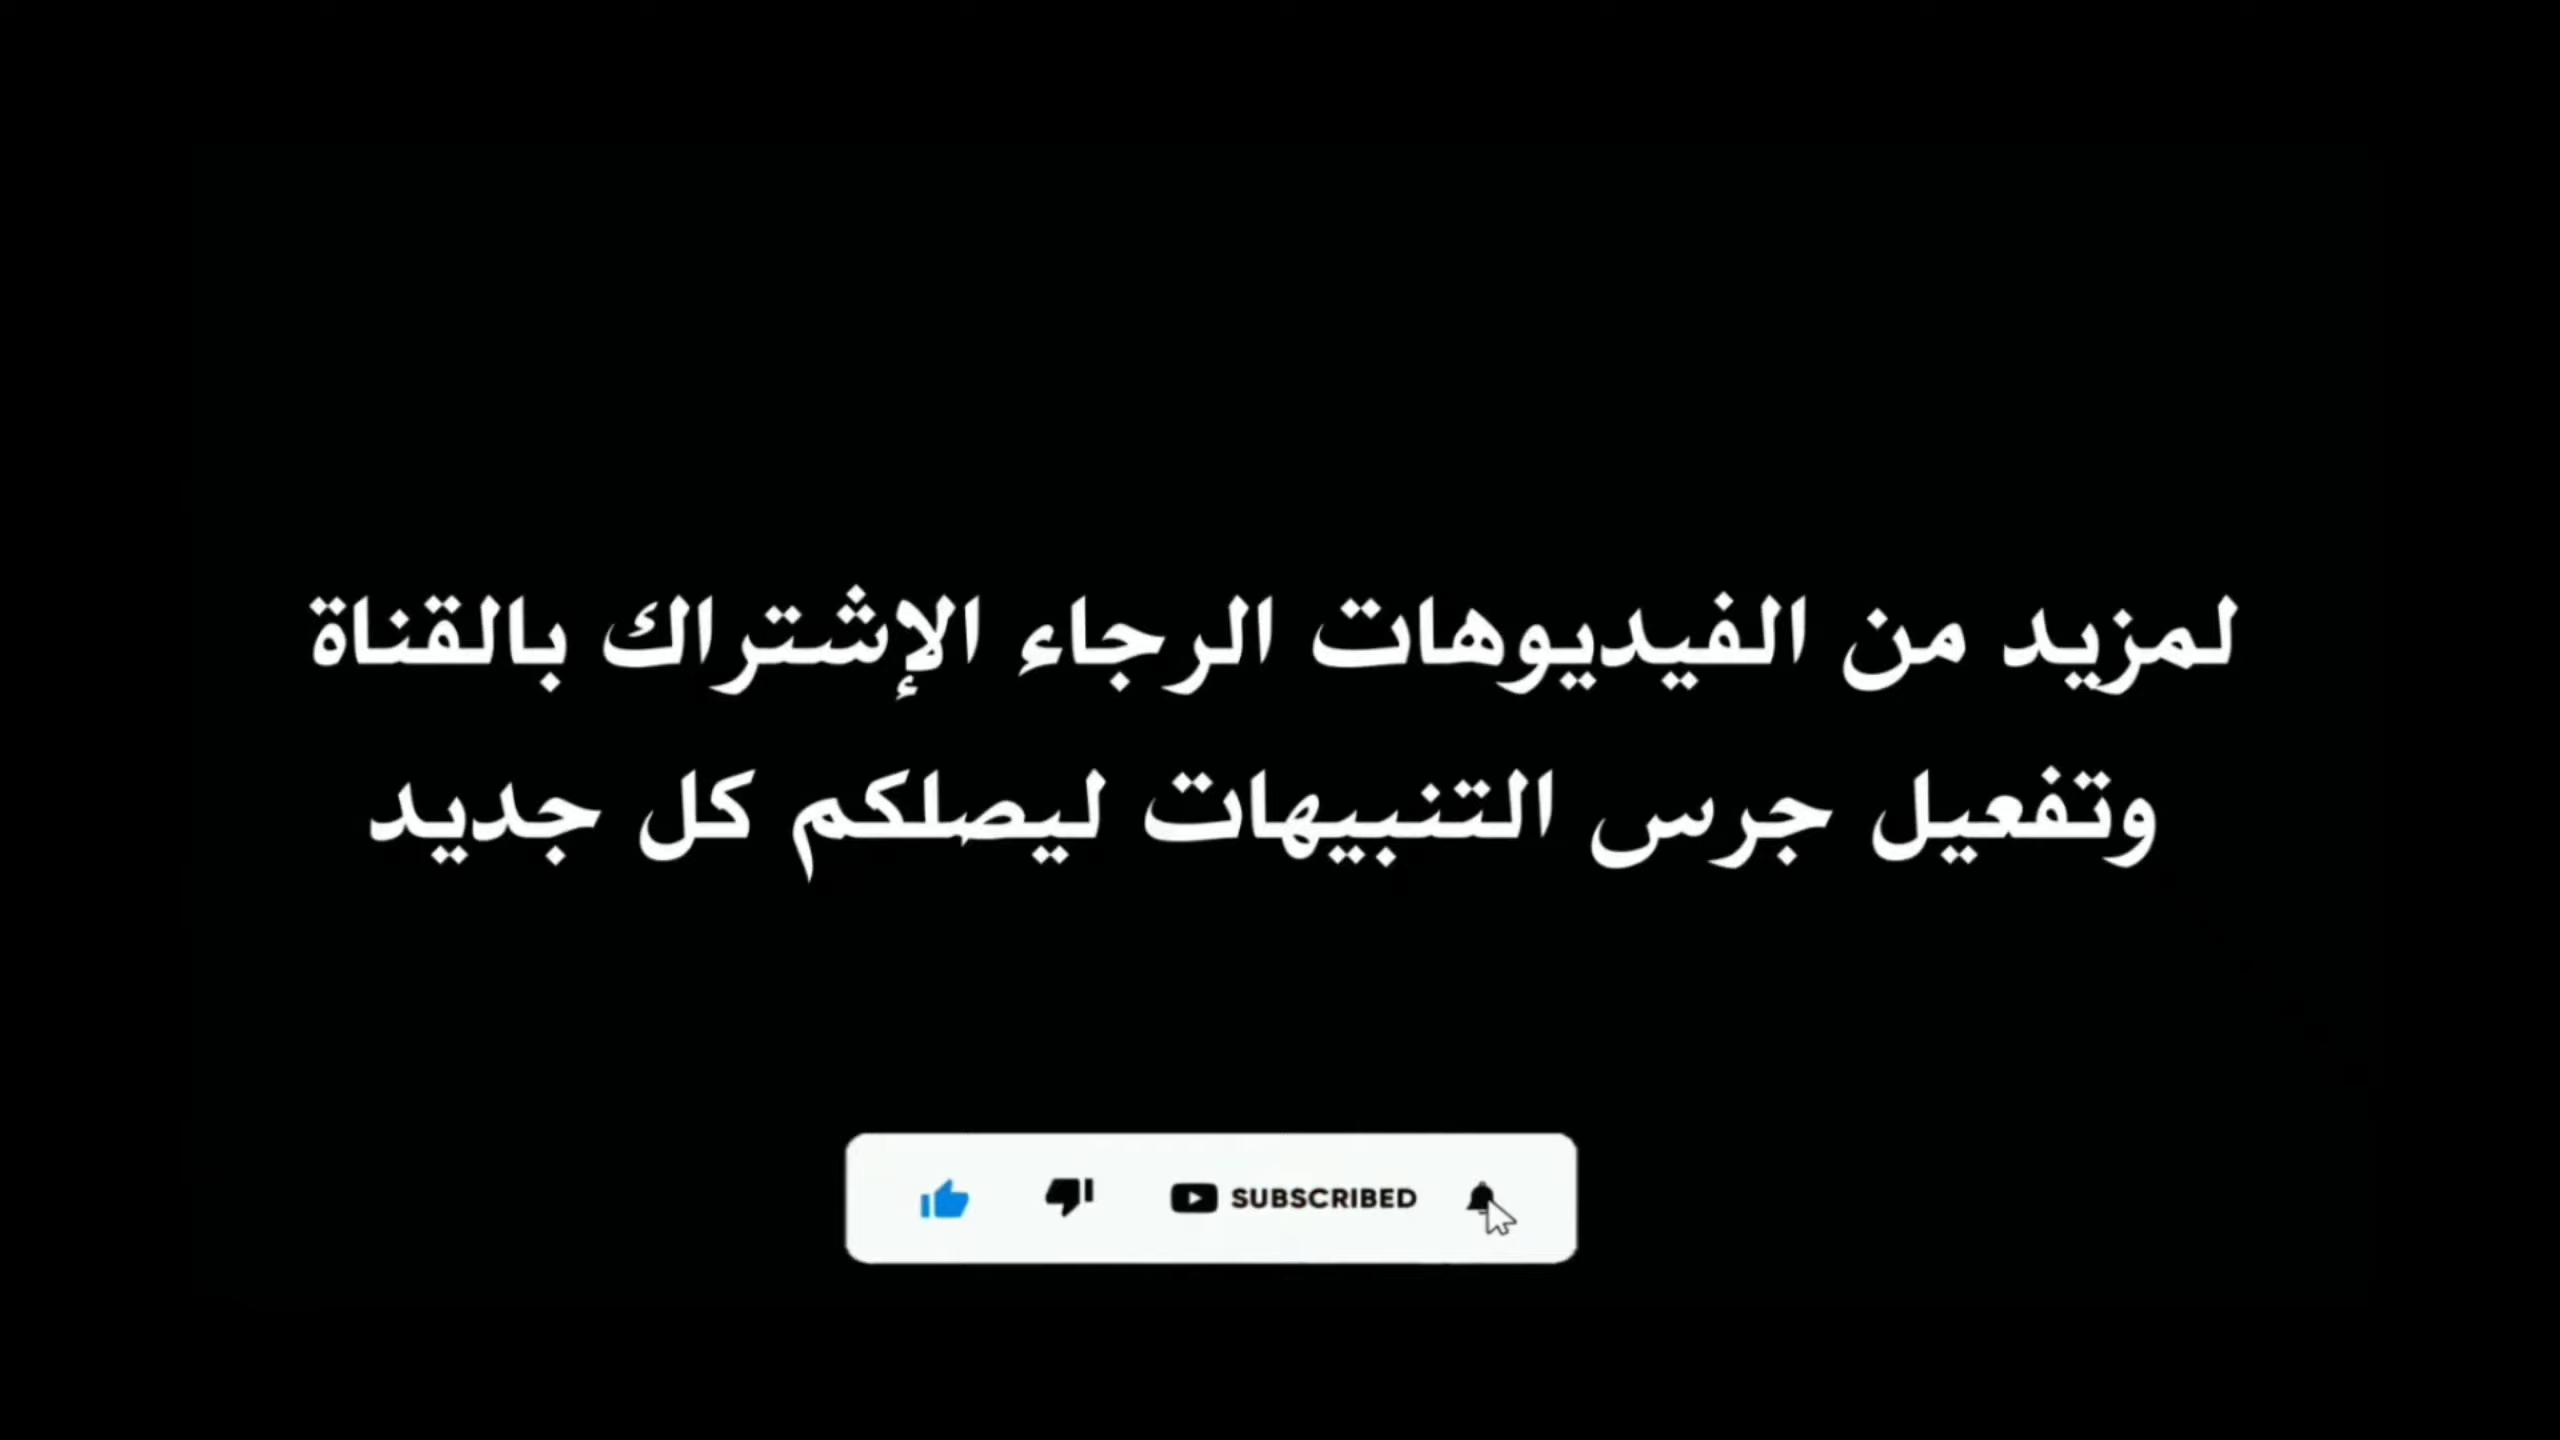 لمزيد من الفيديوهات الرجاء الإشتراك بالقناة
وتفعيل جرس التنبيهات ليصلكم كل جديد
SUBSCRIBED